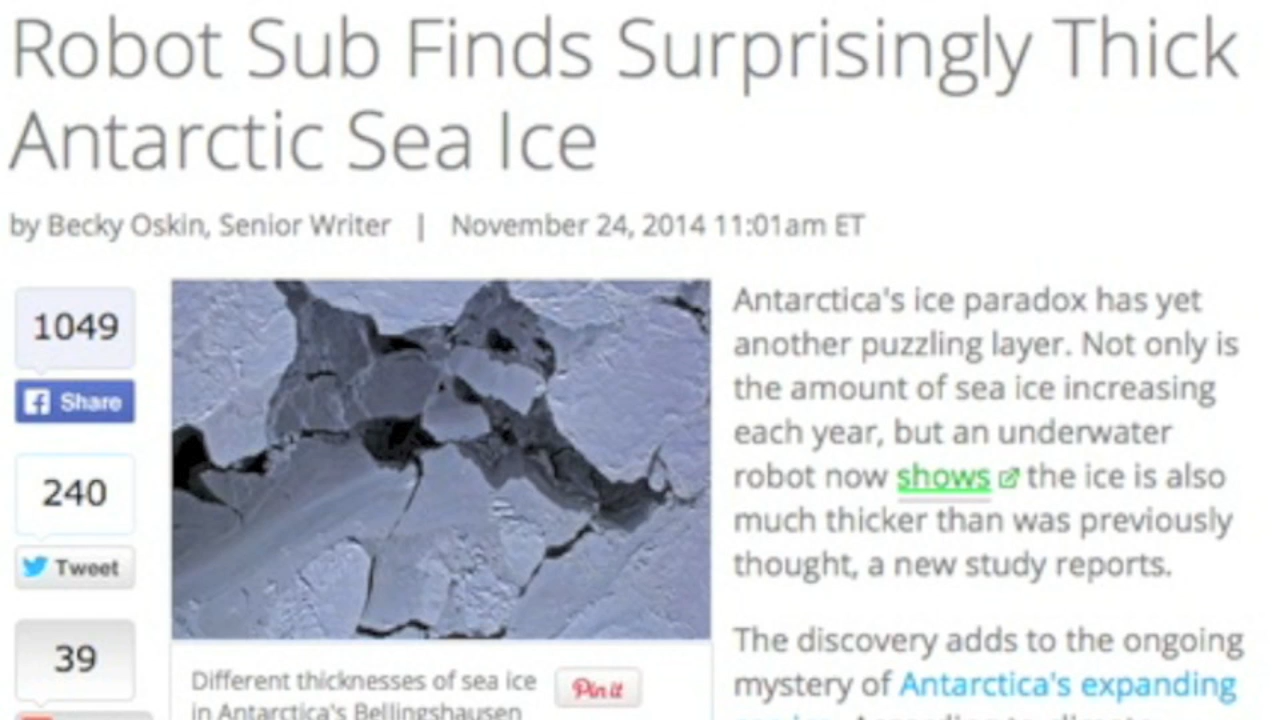 Robot Sub Finds Surprisingly Thick
Antarctic Sea Ice
by Becky Oskin, Senior Writer | November 24, 2014 11:01am ET
1049
Share
240
Tweet
39
Different thicknesses of sea ice
in Antarctica's Bellingshausen
Pin it
Antarctica's ice paradox has yet
another puzzling layer. Not only is
the amount of sea ice increasing
each year, but an underwater
robot now shows the ice is also
much thicker than was previously
thought, a new study reports.
The discovery adds to the ongoing
mystery of Antarctica's expanding